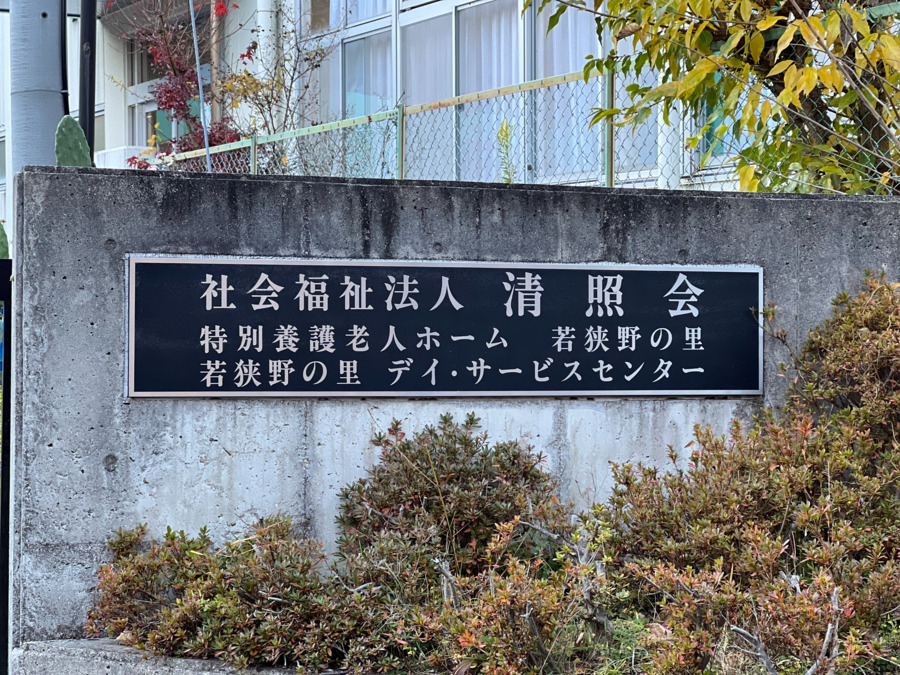 社会福祉法人 清照会
特別養護老人ホーム 若狭野の里
若狭野の里 デイ・サービスセンター